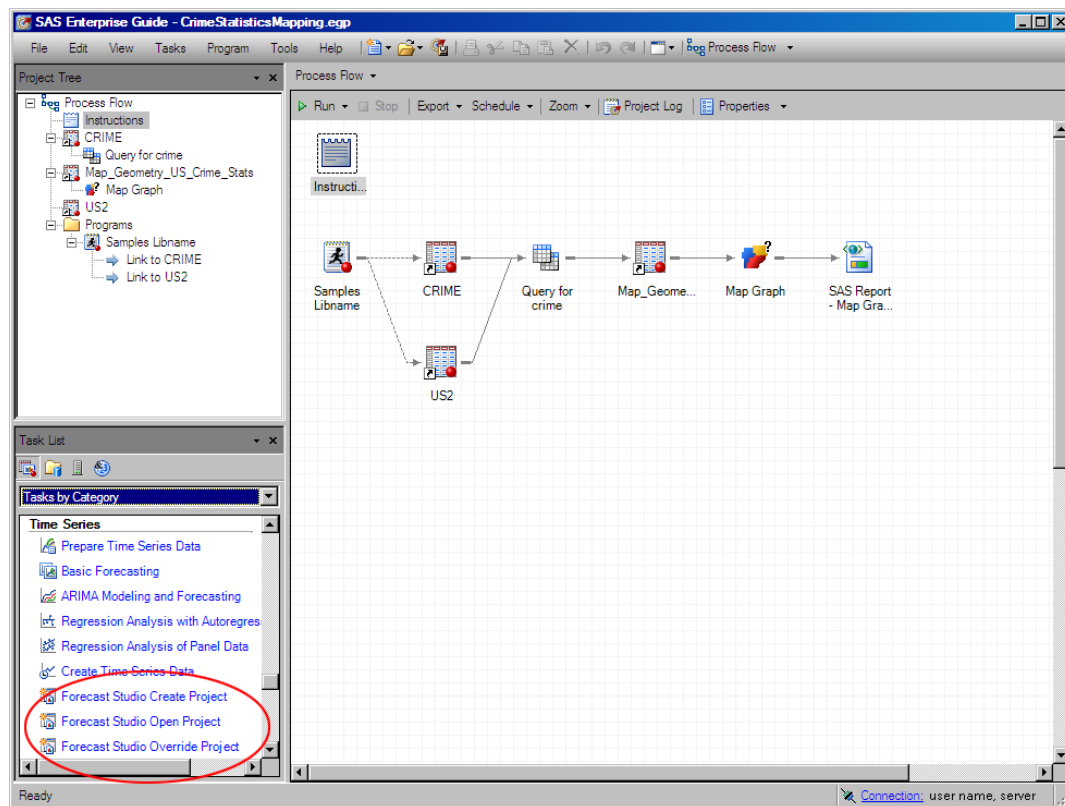 SAS Enterprise Guide - CrimeStatisticsMapping.egp
File Edit View Tasks Program Tools Help Process Flow
Project Tree
Process Flow
Instructions
CRIME
Query for crime
Map_Geometry_US_Crime_Stats
Map Graph
US2
Programs
Samples Libname
Link to CRIME
Link to US2
Task List
Tasks by Category
Time Series
Prepare Time Series Data
Basic Forecasting
ARIMA Modeling and Forecasting
Regression Analysis with Autoregres
Regression Analysis of Panel Data
Create Time Series Data
Forecast Studio Create Project
Forecast Studio Open Project
Forecast Studio Override Project
Process Flow
Run Stop Export Schedule Zoom Project Log Properties
Instructi...
Samples
Libname
CRIME
Query for
crime
Map_Geome...
Map Graph
SAS Report
- Map Gra...
US2
Ready
Connection: user name, server